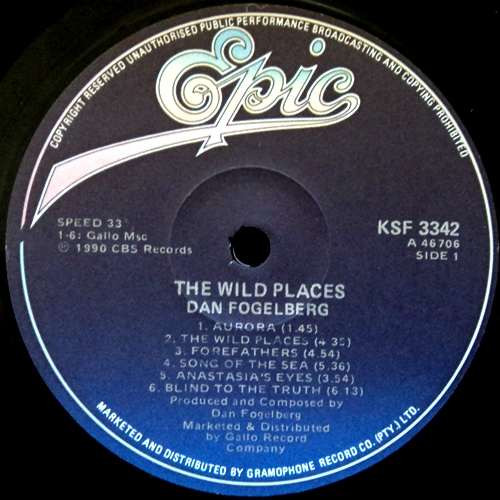 COPYRIGHT RESERVED UNAUTHORISED PUBLIC PERFORMANCE BROADCASTING AND COPYING PROHIBITED
Epic
SPEED 33
1-6: Gallo Msc
℗ 1990 CBS Records
KSF 3342
A 46706
SIDE 1
THE WILD PLACES
DAN FOGELBERG
1. AURORA (1.45)
2. THE WILD PLACES (4 35)
3. FOREFATHERS (4.54)
4. SONG OF THE SEA (5.36)
5. ANASTASIA'S EYES (3.54)
6. BLIND TO THE TRUTH (6 13)
Produced and Composed by
Dan Fogelberg
Marketed & Distributed
by Gallo Record
Company
MARKETED AND DISTRIBUTED BY GRAMOPHONE RECORD CO. (PTY.) LTD.